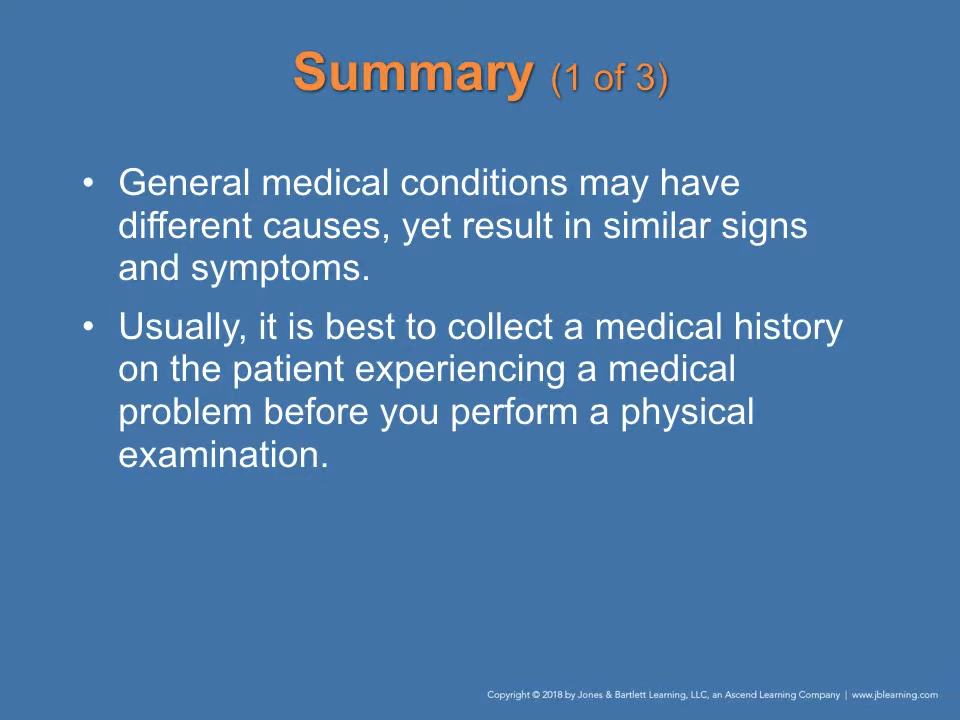 Summary (1 of 3)
• General medical conditions may have
different causes, yet result in similar signs
and symptoms.
• Usually, it is best to collect a medical history
on the patient experiencing a medical
problem before you perform a physical
examination.
Copyright © 2018 by Jones & Bartlett Learning, LLC, an Ascend Learning Company | www.jblearning.com